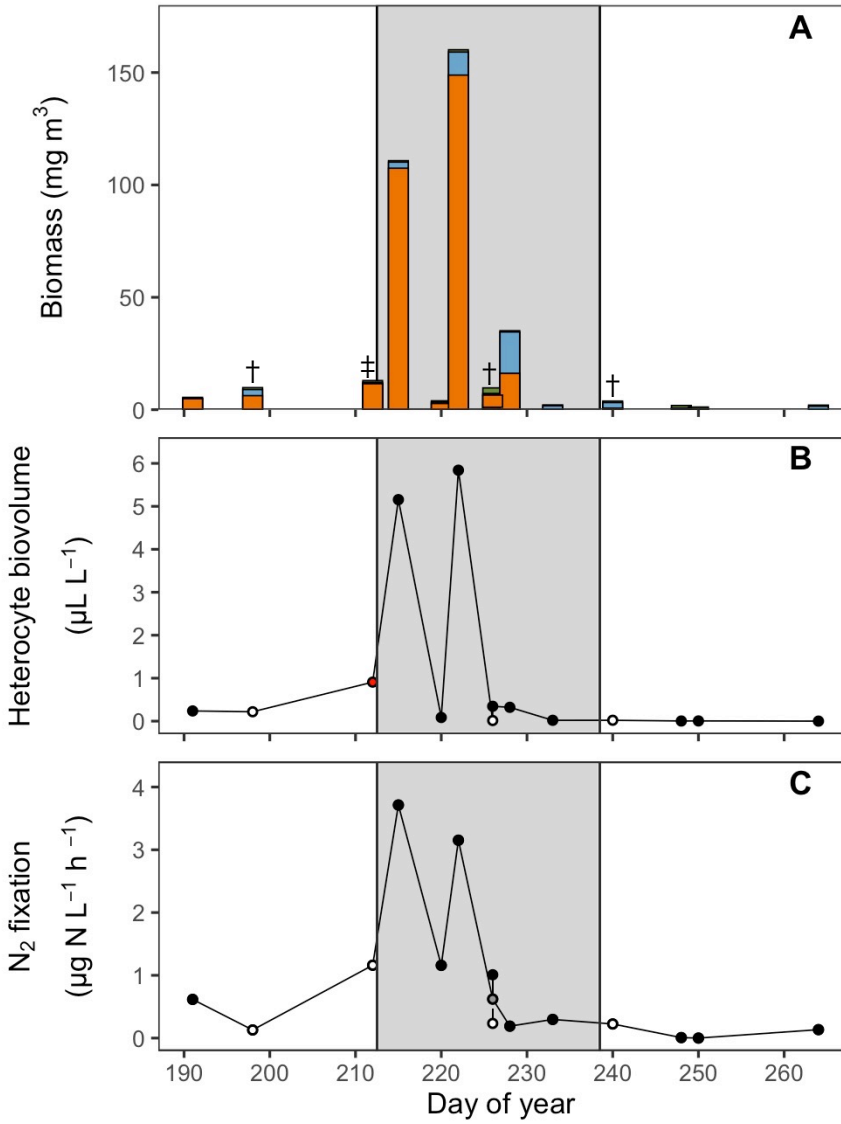 A
150
100
50
0
Biomass (mg m³)
†
‡
†
†
B
6
5
4
3
2
1
0
Heterocyte biovolume
(µL L⁻¹)
C
4
3
2
1
0
N₂ fixation
(µg N L⁻¹ h⁻¹)
190 200 210 220 230 240 250 260
Day of year